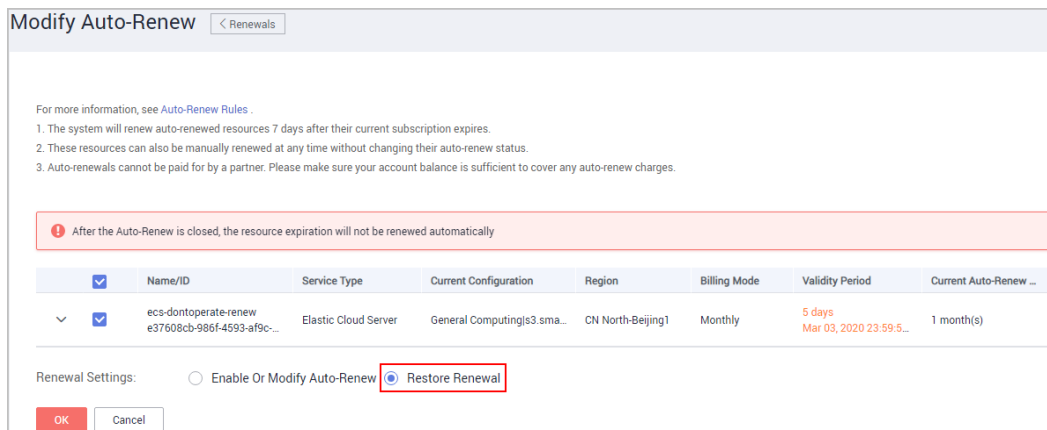 Modify Auto-Renew < Renewals
For more information, see Auto-Renew Rules .
1. The system will renew auto-renewed resources 7 days after their current subscription expires.
2. These resources can also be manually renewed at any time without changing their auto-renew status.
3. Auto-renewals cannot be paid for by a partner. Please make sure your account balance is sufficient to cover any auto-renew charges.
After the Auto-Renew is closed, the resource expiration will not be renewed automatically
Name/ID Service Type Current Configuration Region Billing Mode Validity Period Current Auto-Renew ...
ecs-dontoperate-renew Elastic Cloud Server General Computing|s3.sma... CN North-Beijing1 Monthly 5 days 1 month(s)
e37608cb-986f-4593-af9c-... Mar 03, 2020 23:59:5...
Renewal Settings: Enable Or Modify Auto-Renew Restore Renewal
OK Cancel